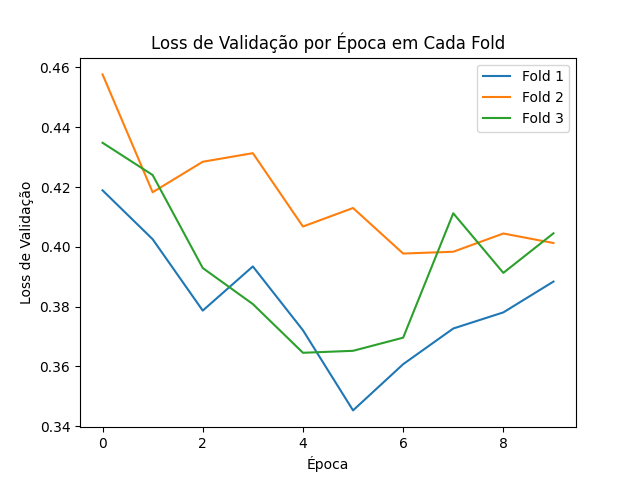 Loss de Validação por Época em Cada Fold
Fold 1
Fold 2
Fold 3
Loss de Validação
0.46
0.44
0.42
0.40
0.38
0.36
0.34
0 2 4 6 8
Época